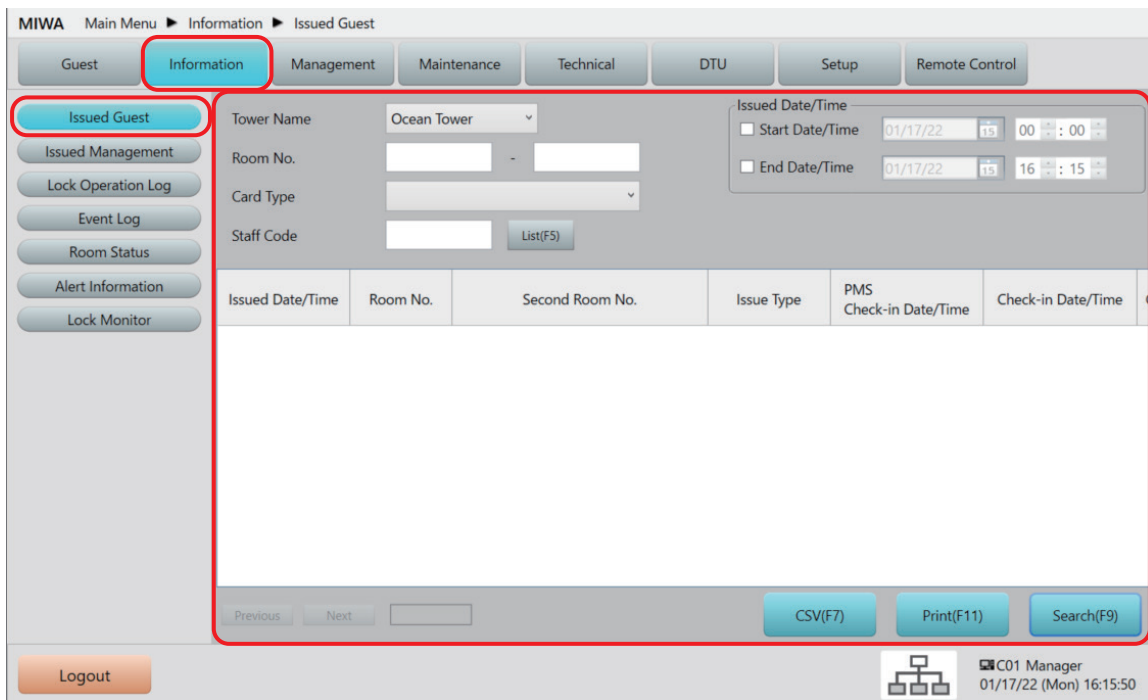 MIWA Main Menu ▶ Information ▶ Issued Guest
Guest Information Management Maintenance Technical DTU Setup Remote Control
Issued Guest
Issued Management
Lock Operation Log
Event Log
Room Status
Alert Information
Lock Monitor
Tower Name Ocean Tower
Room No. -
Card Type
Staff Code List(F5)
Issued Date/Time
Start Date/Time 01/17/22 15 00 : 00
End Date/Time 01/17/22 15 16 : 15
Issued Date/Time Room No. Second Room No. Issue Type PMS Check-in Date/Time Check-in Date/Time
Previous Next CSV(F7) Print(F11) Search(F9)
Logout
C01 Manager
01/17/22 (Mon) 16:15:50